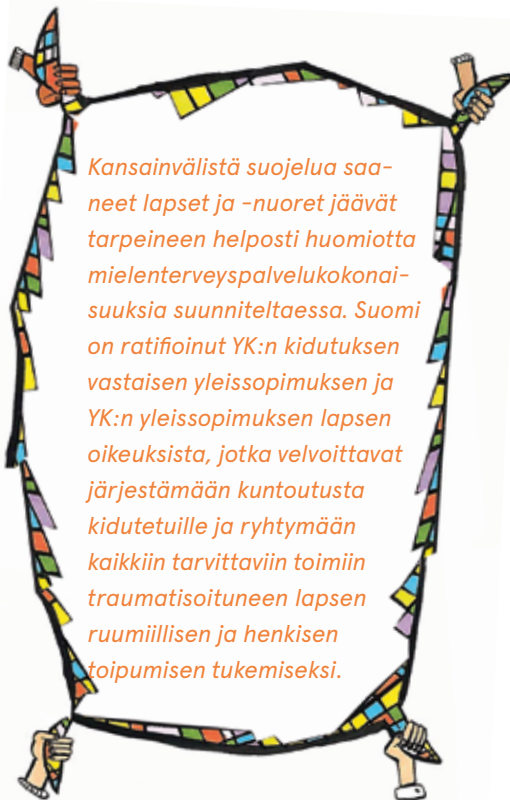 Kansainvälistä suojelua saa-
neet lapset ja -nuoret jäävät
tarpeineen helposti huomiotta
mielenterveyspalvelukokonai-
suuksia suunniteltaessa. Suomi
on ratifioinut YK:n kidutuksen
vastaisen yleissopimuksen ja
YK:n yleissopimuksen lapsen
oikeuksista, jotka velvoittavat
järjestämään kuntoutusta
kidutetuille ja ryhtymään
kaikkiin tarvittaviin toimiin
traumatisoituneen lapsen
ruumiillisen ja henkisen
toipumisen tukemiseksi.